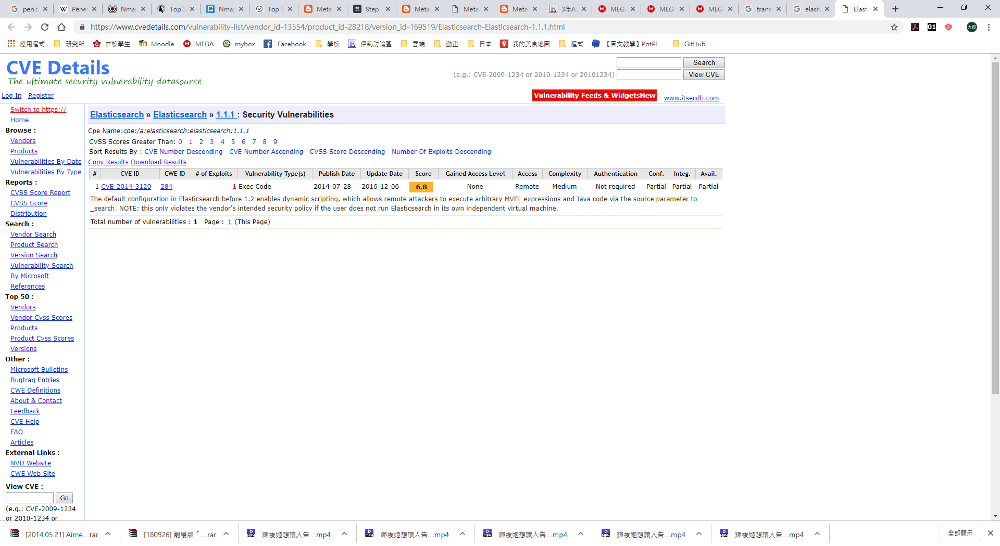 pen t
Pene
Nmap
Top 3
Nmap
Top 1
Meta
Step
Meta
Meta
Meta
3年A
MEGA
MEGA
MEGA
trans
elasti
Elasti
https://www.cvedetails.com/vulnerability-list/vendor_id-13554/product_id-28218/version_id-169519/Elasticsearch-Elasticsearch-1.1.1.html
01
大郡
應用程式
研究所
在校學生
Moodle
MEGA
mybox
Facebook
學校
伊莉討論區
雲端
動畫
日本
我的美食地圖
程式
【圖文教學】PotPl...
GitHub
CVE Details
The ultimate security vulnerability datasource
Search
(e.g.: CVE-2009-1234 or 2010-1234 or 20101234)
View CVE
Log In Register
Vulnerability Feeds & WidgetsNew www.itsecdb.com
Switch to https://
Home
Browse :
Vendors
Products
Vulnerabilities By Date
Vulnerabilities By Type
Reports :
CVSS Score Report
CVSS Score
Distribution
Search :
Vendor Search
Product Search
Version Search
Vulnerability Search
By Microsoft
References
Top 50 :
Vendors
Vendor Cvss Scores
Products
Product Cvss Scores
Versions
Other :
Microsoft Bulletins
Bugtraq Entries
CWE Definitions
About & Contact
Feedback
CVE Help
FAQ
Articles
External Links :
NVD Website
CWE Web Site
View CVE :
Go
(e.g.: CVE-2009-1234
or 2010-1234 or
Elasticsearch » Elasticsearch » 1.1.1 : Security Vulnerabilities
Cpe Name:cpe:/a:elasticsearch:elasticsearch:1.1.1
CVSS Scores Greater Than: 0 1 2 3 4 5 6 7 8 9
Sort Results By : CVE Number Descending CVE Number Ascending CVSS Score Descending Number Of Exploits Descending
Copy Results Download Results
# CVE ID CWE ID # of Exploits Vulnerability Type(s) Publish Date Update Date Score Gained Access Level Access Complexity Authentication Conf. Integ. Avail.
1 CVE-2014-3120 284 1 Exec Code 2014-07-28 2016-12-06 6.8 None Remote Medium Not required Partial Partial Partial
The default configuration in Elasticsearch before 1.2 enables dynamic scripting, which allows remote attackers to execute arbitrary MVEL expressions and Java code via the source parameter to
_search. NOTE: this only violates the vendor's intended security policy if the user does not run Elasticsearch in its own independent virtual machine.
Total number of vulnerabilities : 1 Page : 1 (This Page)
[2014.05.21] Aime....rar
[180926] 劇場版「....rar
輝夜姬想讓人告....mp4
輝夜姬想讓人告....mp4
輝夜姬想讓人告....mp4
輝夜姬想讓人告....mp4
輝夜姬想讓人告....mp4
全部顯示